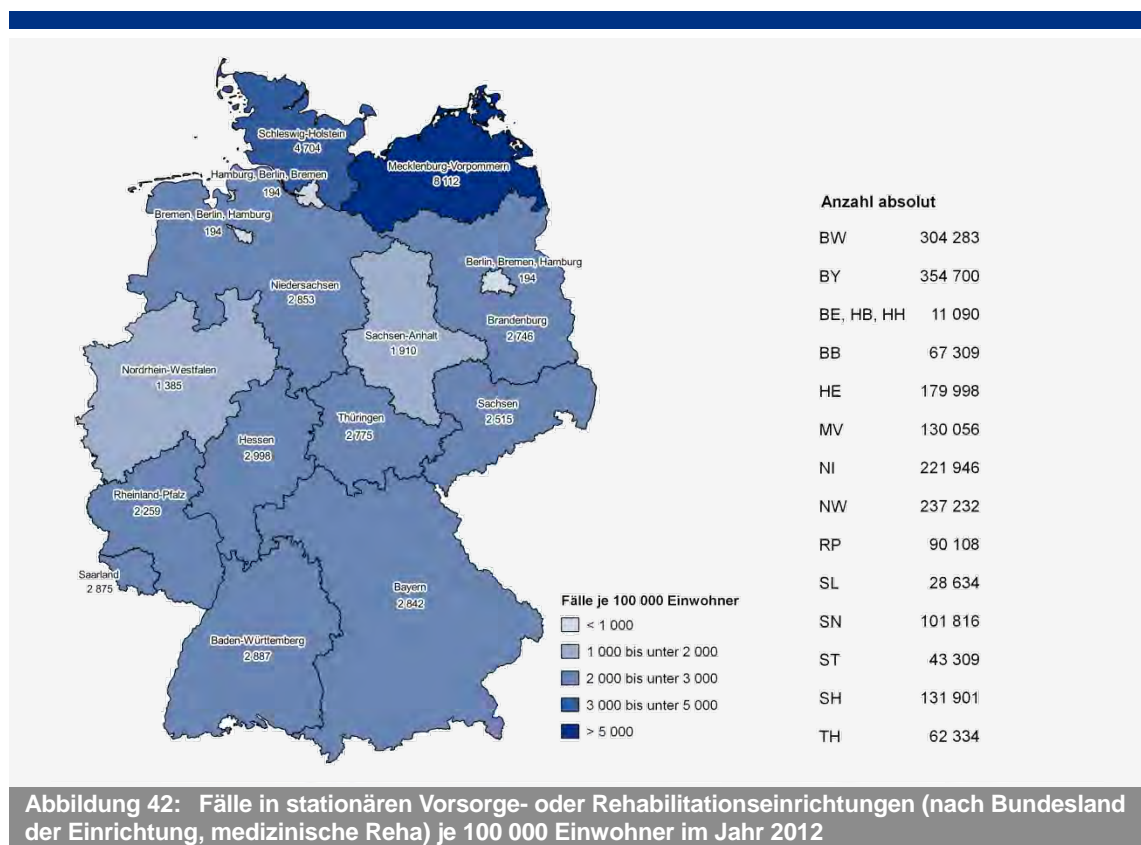 Schleswig-Holstein
4 704
Mecklenburg-Vorpommern
8 112
Hamburg, Berlin, Bremen
194
Bremen, Berlin, Hamburg
194
Berlin, Bremen, Hamburg
194
Niedersachsen
2 853
Brandenburg
2 746
Sachsen-Anhalt
1 910
Nordrhein-Westfalen
1 385
Sachsen
2 515
Thüringen
2 775
Hessen
2 998
Rheinland-Pfalz
2 259
Saarland
2 875
Bayern
2 842
Baden-Württemberg
2 887
Fälle je 100 000 Einwohner
< 1 000
1 000 bis unter 2 000
2 000 bis unter 3 000
3 000 bis unter 5 000
> 5 000
Anzahl absolut
BW 304 283
BY 354 700
BE, HB, HH 11 090
BB 67 309
HE 179 998
MV 130 056
NI 221 946
NW 237 232
RP 90 108
SL 28 634
SN 101 816
ST 43 309
SH 131 901
TH 62 334
Abbildung 42: Fälle in stationären Vorsorge- oder Rehabilitationseinrichtungen (nach Bundesland
der Einrichtung, medizinische Reha) je 100 000 Einwohner im Jahr 2012